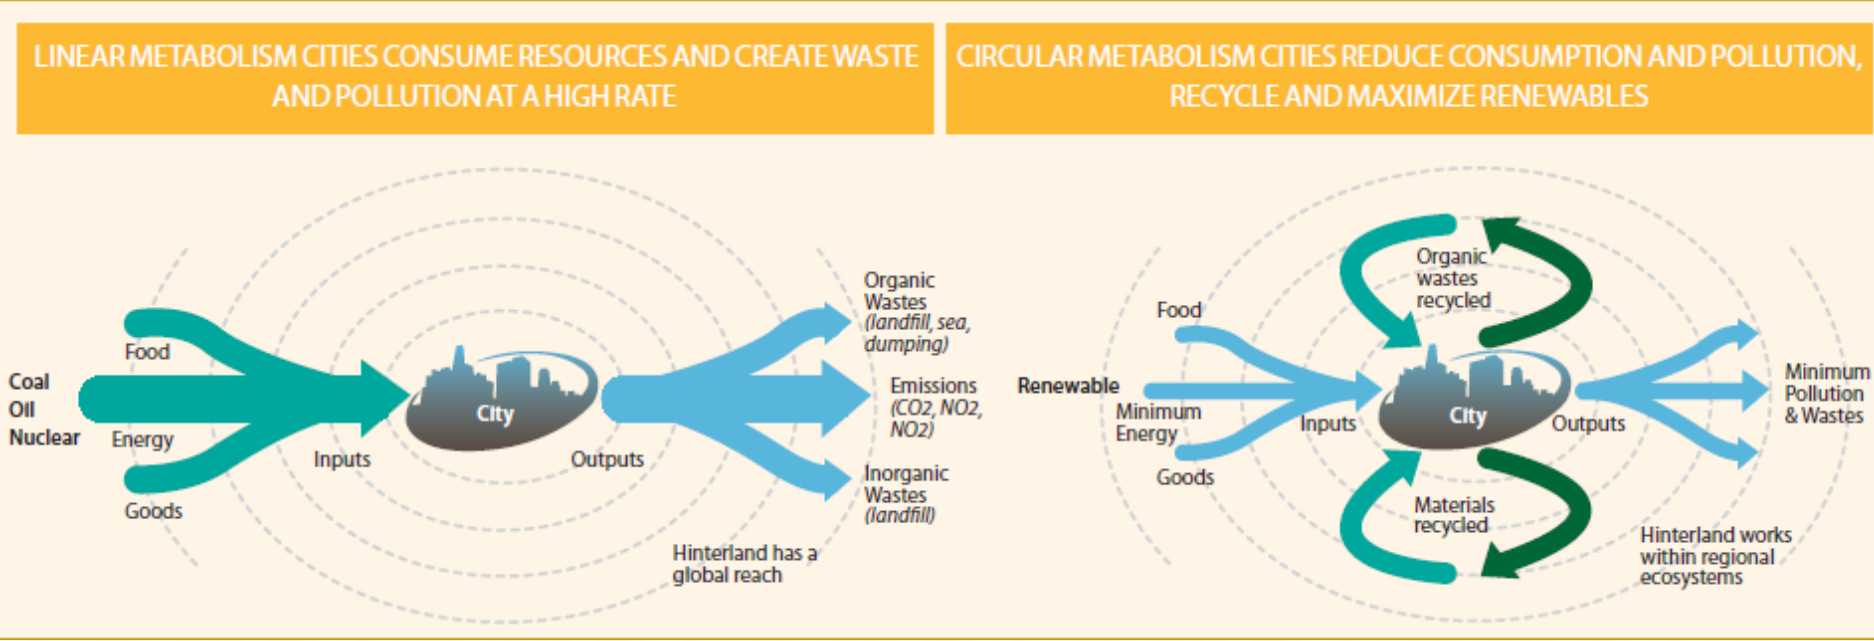 LINEAR METABOLISM CITIES CONSUME RESOURCES AND CREATE WASTE
AND POLLUTION AT A HIGH RATE
Food
Coal
Oil
Nuclear
Energy
Goods
Inputs
City
Outputs
Organic
Wastes
(landfill, sea,
dumping)
Emissions
(CO2, NO2,
NO2)
Inorganic
Wastes
(landfill)
Hinterland has a
global reach
CIRCULAR METABOLISM CITIES REDUCE CONSUMPTION AND POLLUTION,
RECYCLE AND MAXIMIZE RENEWABLES
Organic
wastes
recycled
Food
Renewable
Minimum
Energy
Goods
Inputs
City
Outputs
Minimum
Pollution
& Wastes
Materials
recycled
Hinterland works
within regional
ecosystems